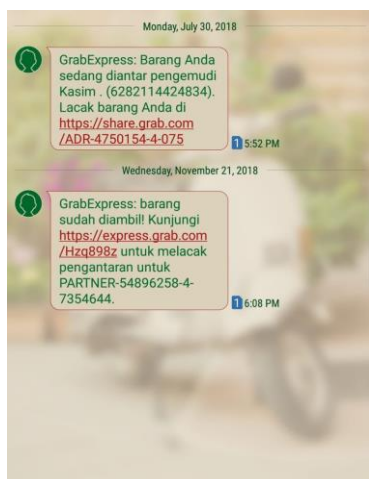 Monday, July 30, 2018
GrabExpress: Barang Anda
sedang diantar pengemudi
Kasim . (6282114424834).
Lacak barang Anda di
https://share.grab.com
/ADR-4750154-4-075
1 5:52 PM
Wednesday, November 21, 2018
GrabExpress: barang
sudah diambil! Kunjungi
https://express.grab.com
/Hzq898z untuk melacak
pengantaran untuk
PARTNER-54896258-4-
7354644.
1 6:08 PM